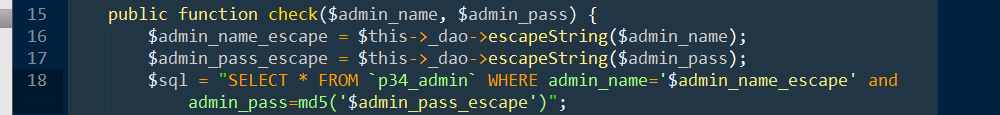 15 public function check($admin_name, $admin_pass) {
16 $admin_name_escape = $this->_dao->escapeString($admin_name);
17 $admin_pass_escape = $this->_dao->escapeString($admin_pass);
18 $sql = "SELECT * FROM `p34_admin` WHERE admin_name='$admin_name_escape' and
admin_pass=md5('$admin_pass_escape')";